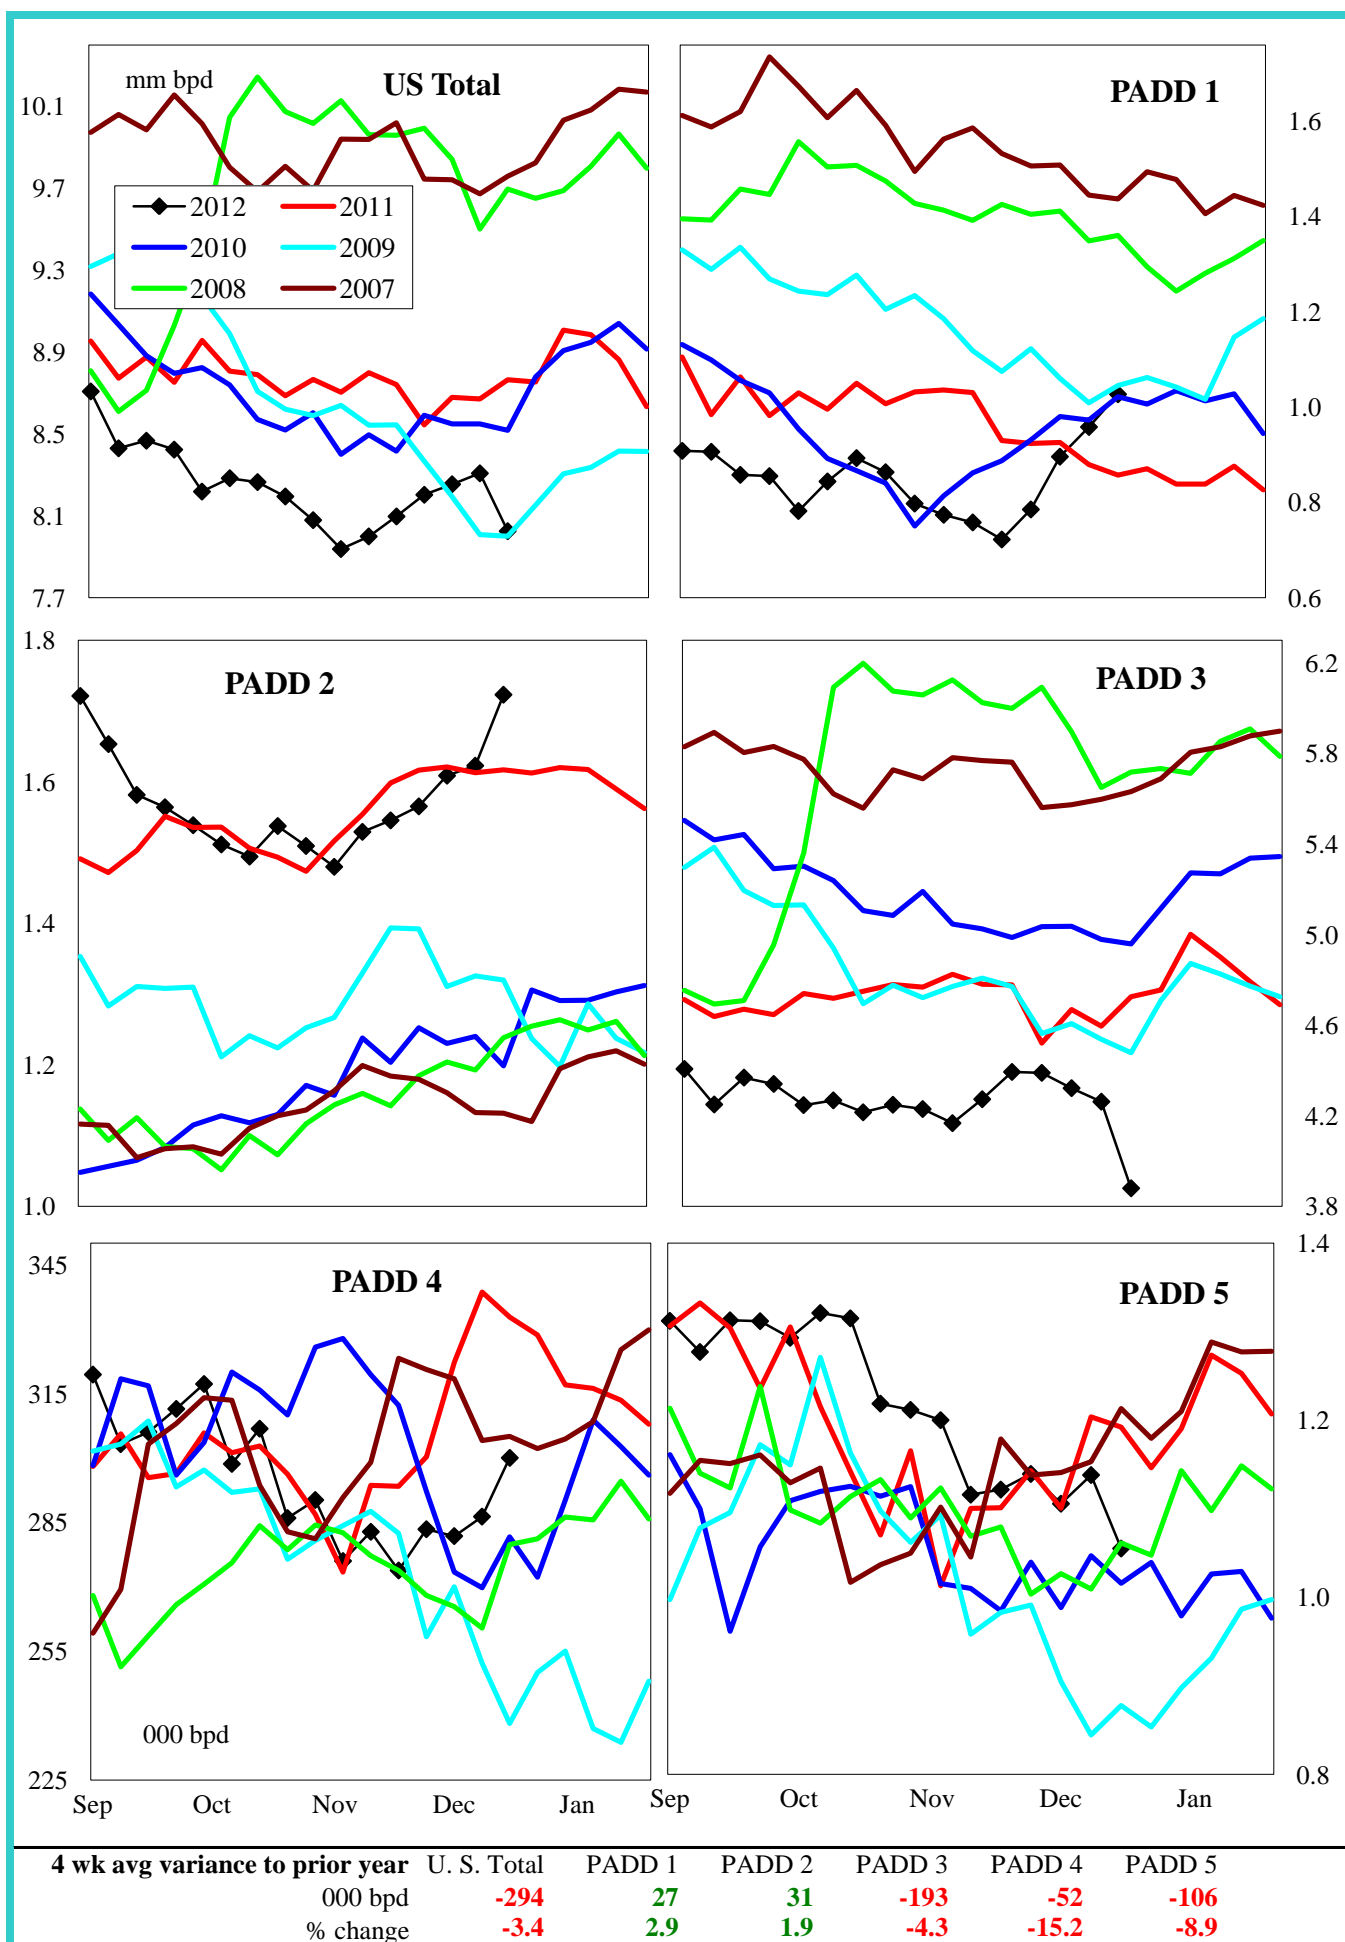 mm bpd
US Total
10.1
9.7
9.3
8.9
8.5
8.1
7.7
2012 2011
2010 2009
2008 2007
PADD 1
1.6
1.4
1.2
1.0
0.8
0.6
PADD 2
1.8
1.6
1.4
1.2
1.0
PADD 3
6.2
5.8
5.4
5.0
4.6
4.2
3.8
PADD 4
345
315
285
255
225
000 bpd
Sep Oct Nov Dec Jan
PADD 5
1.4
1.2
1.0
0.8
Sep Oct Nov Dec Jan
4 wk avg variance to prior year U. S. Total PADD 1 PADD 2 PADD 3 PADD 4 PADD 5
000 bpd -294 27 31 -193 -52 -106
% change -3.4 2.9 1.9 -4.3 -15.2 -8.9